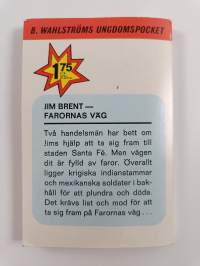 B. WAHLSTRÖMS UNGDOMSPOCKET
1.75
JIM BRENT —
FARORNAS VÄG
Två handelsmän har bett om
Jims hjälp att ta sig fram till
staden Santa Fé. Men vägen
dit är fylld av faror. Överallt
ligger krigiska indianstammar
och mexikanska soldater i bak-
håll för att plundra och döda.
Det krävs list och mod för att
ta sig fram på Farornas väg . . .